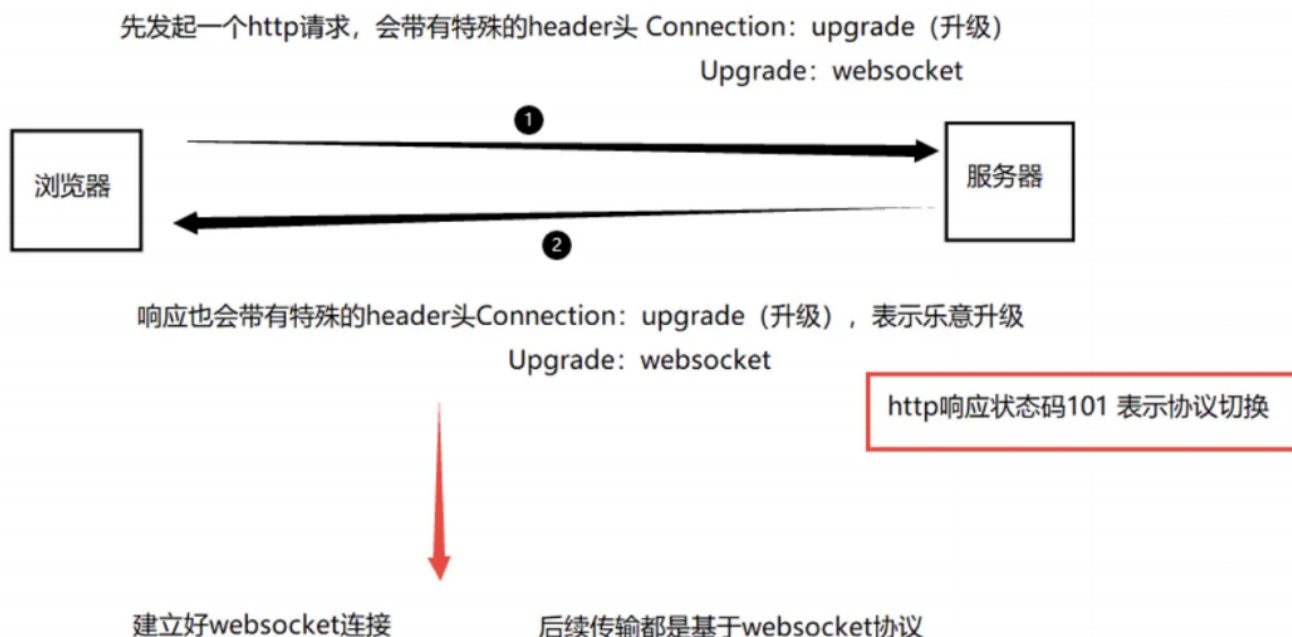 先发起一个http请求，会带有特殊的header头 Connection：upgrade（升级）
Upgrade：websocket
1
浏览器
服务器
2
响应也会带有特殊的header头Connection：upgrade（升级），表示乐意升级
Upgrade：websocket
http响应状态码101 表示协议切换
建立好websocket连接 后续传输都是基于websocket协议